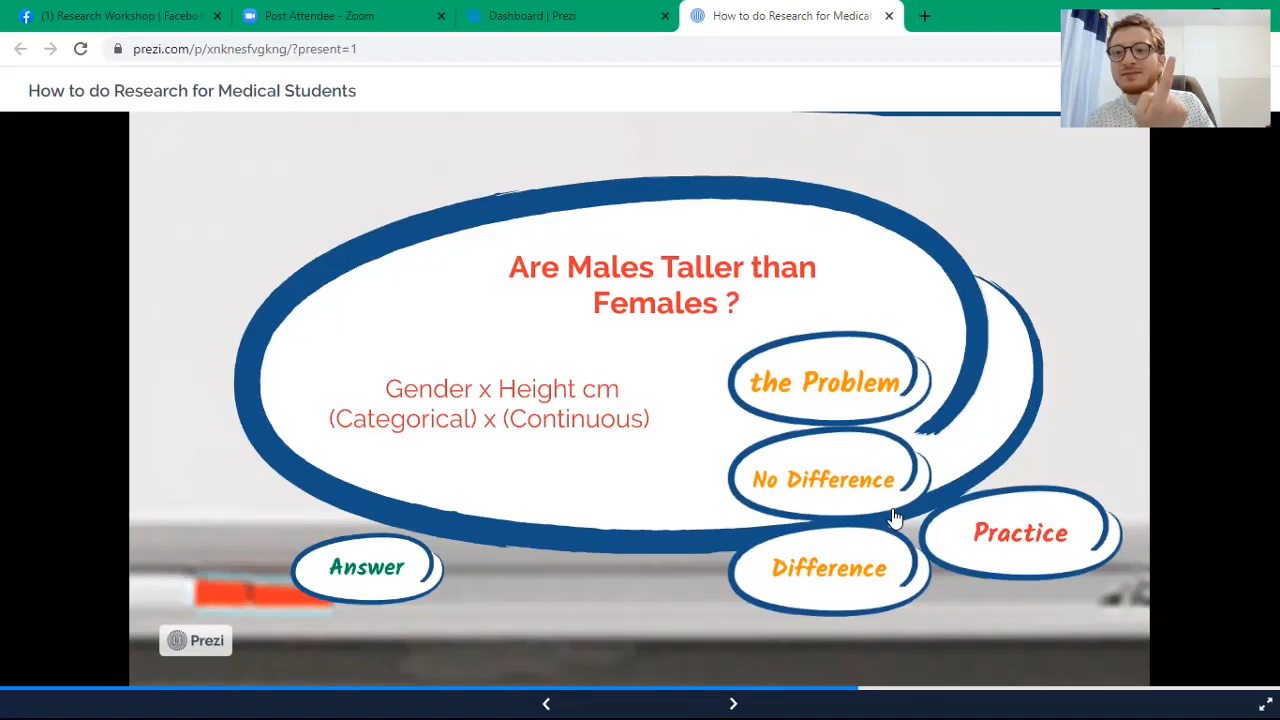 (1) Research Workshop | Facebo
Post Attendee - Zoom
Dashboard | Prezi
How to do Research for Medical
prezi.com/p/xnknesfvgkng/?present=1
How to do Research for Medical Students
Are Males Taller than
Females ?
Gender x Height cm
(Categorical) x (Continuous)
the Problem
No Difference
Difference
Practice
Answer
Prezi